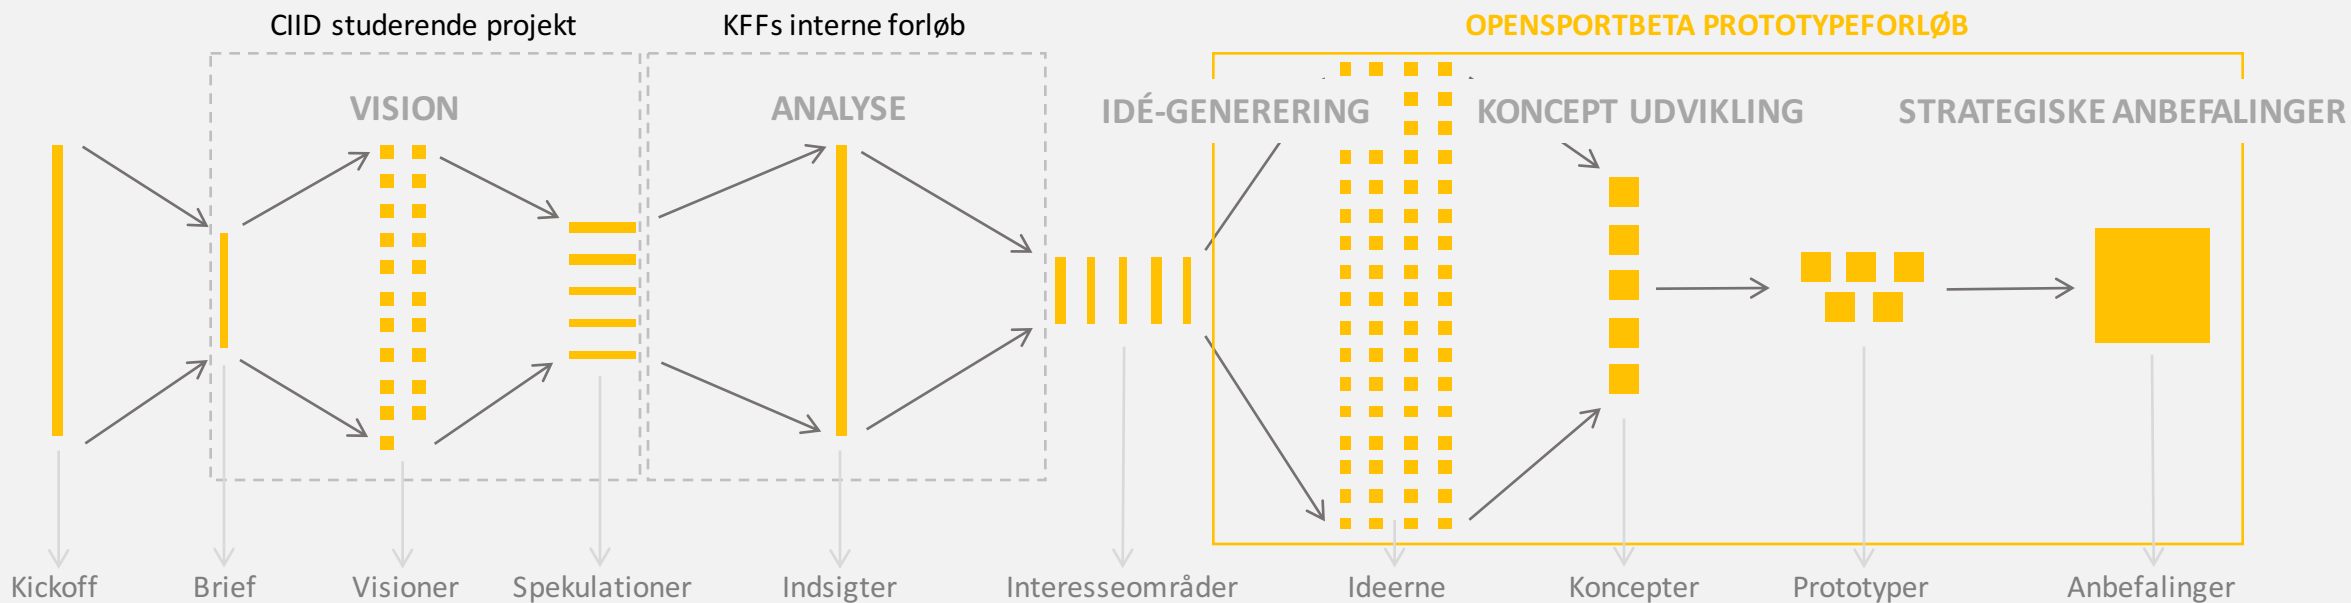 CIID studerende projekt
KFFs interne forløb
OPENSPORTBETA PROTOTYPEFORLØB
VISION
ANALYSE
IDÉ-GENERERING
KONCEPT UDVIKLING
STRATEGISKE ANBEFALINGER
Kickoff
Brief
Visioner
Spekulationer
Indsigter
Interesseområder
Ideerne
Koncepter
Prototyper
Anbefalinger